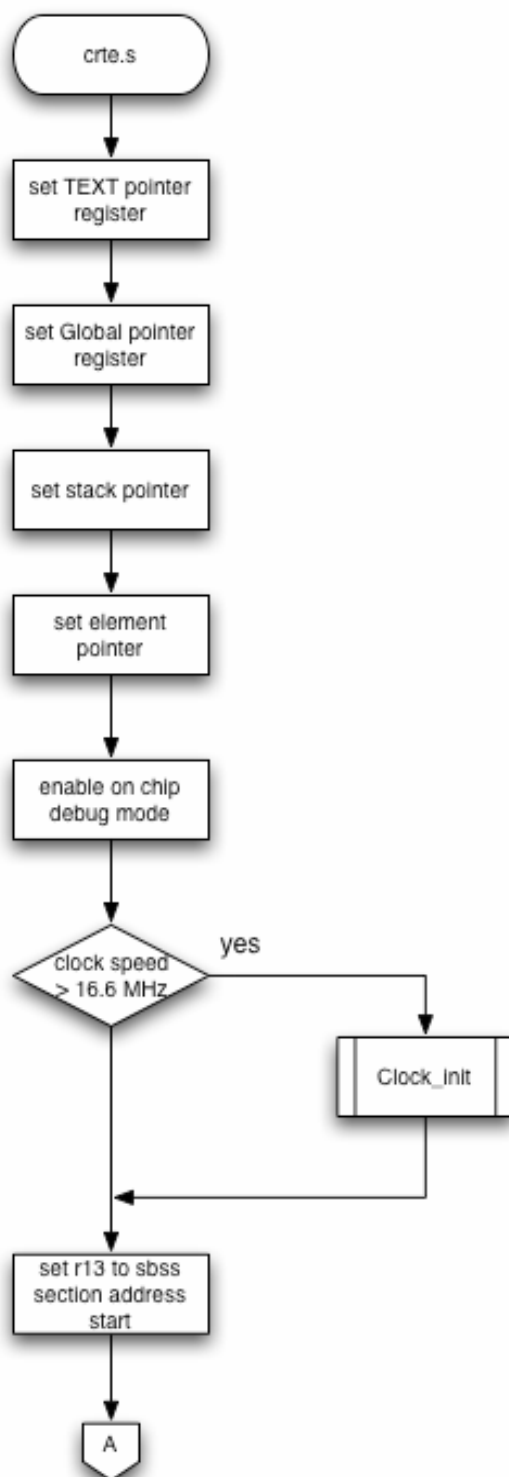 crte.s
set TEXT pointer
register
set Global pointer
register
set stack pointer
set element
pointer
enable on chip
debug mode
clock speed
> 16.6 MHz
yes
Clock_init
set r13 to sbss
section address
start
A